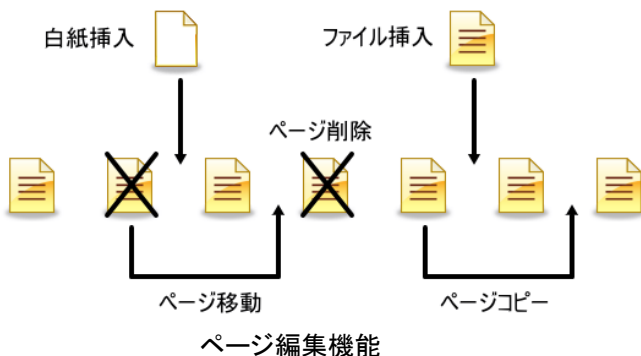 白紙挿入
ファイル挿入
ページ削除
ページ移動
ページコピー
ページ編集機能